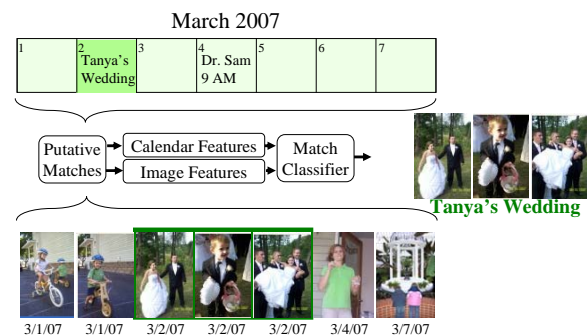 March 2007
1
2
3
4
5
6
7
Tanya's
Wedding
Dr. Sam
9 AM
Putative
Matches
Calendar Features
Image Features
Match
Classifier
Tanya's Wedding
3/1/07
3/1/07
3/2/07
3/2/07
3/2/07
3/4/07
3/7/07